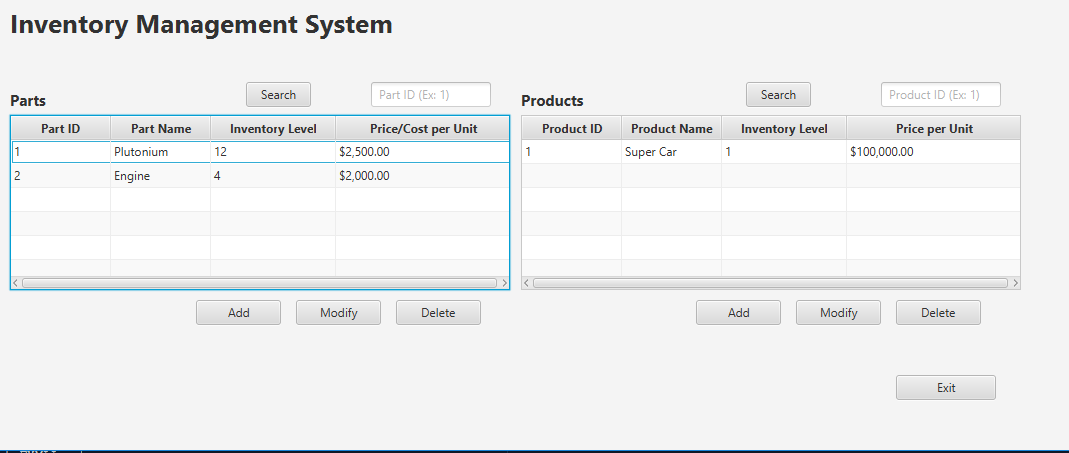 Inventory Management System
Parts
Search
Part ID (Ex: 1)
Part ID Part Name Inventory Level Price/Cost per Unit
1 Plutonium 12 $2,500.00
2 Engine 4 $2,000.00
Add Modify Delete
Products
Search
Product ID (Ex: 1)
Product ID Product Name Inventory Level Price per Unit
1 Super Car 1 $100,000.00
Add Modify Delete
Exit